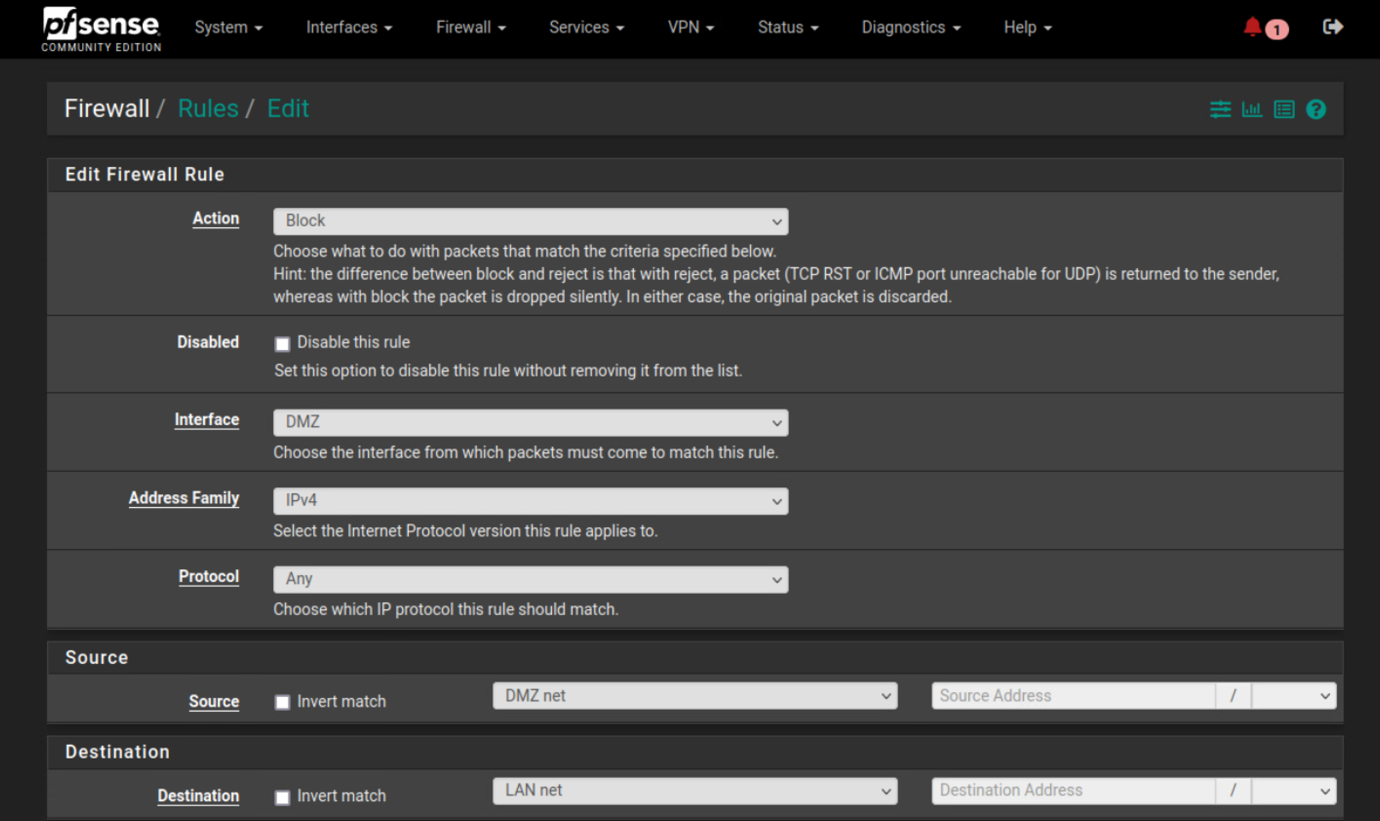 pfsense System Interfaces Firewall Services VPN Status Diagnostics Help 1
COMMUNITY EDITION
Firewall / Rules / Edit
Edit Firewall Rule
Action Block
Choose what to do with packets that match the criteria specified below.
Hint: the difference between block and reject is that with reject, a packet (TCP RST or ICMP port unreachable for UDP) is returned to the sender,
whereas with block the packet is dropped silently. In either case, the original packet is discarded.
Disabled Disable this rule
Set this option to disable this rule without removing it from the list.
Interface DMZ
Choose the interface from which packets must come to match this rule.
Address Family IPv4
Select the Internet Protocol version this rule applies to.
Protocol Any
Choose which IP protocol this rule should match.
Source
Source Invert match DMZ net Source Address /
Destination
Destination Invert match LAN net Destination Address /